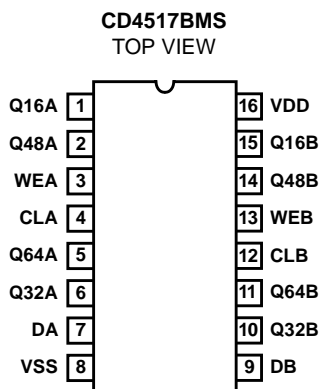 CD4517BMS
TOP VIEW
Q16A 1 16 VDD
Q48A 2 15 Q16B
WEA 3 14 Q48B
CLA 4 13 WEB
Q64A 5 12 CLB
Q32A 6 11 Q64B
DA 7 10 Q32B
VSS 8 9 DB